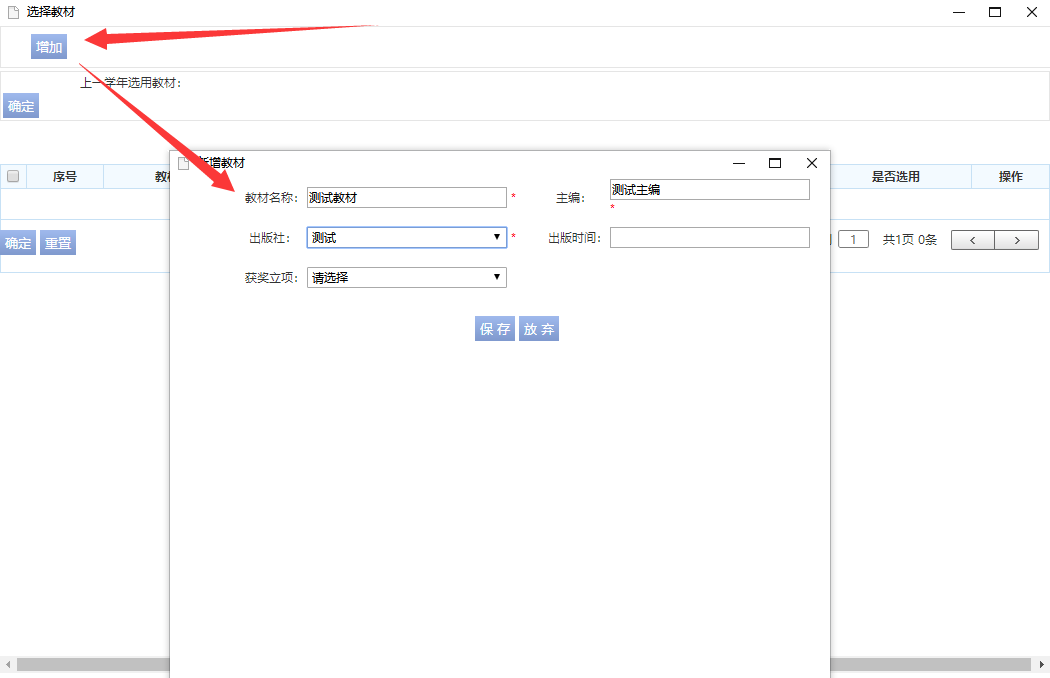 选择教材
增加
上一学年选用教材:
确定
新增教材
序号 教材 是否选用 操作
教材名称: 测试教材 * 主编: 测试主编 *
出版社: 测试 * 出版时间:
确定 重置 1 共1页 0条
获奖立项: 请选择
保 存 放 弃